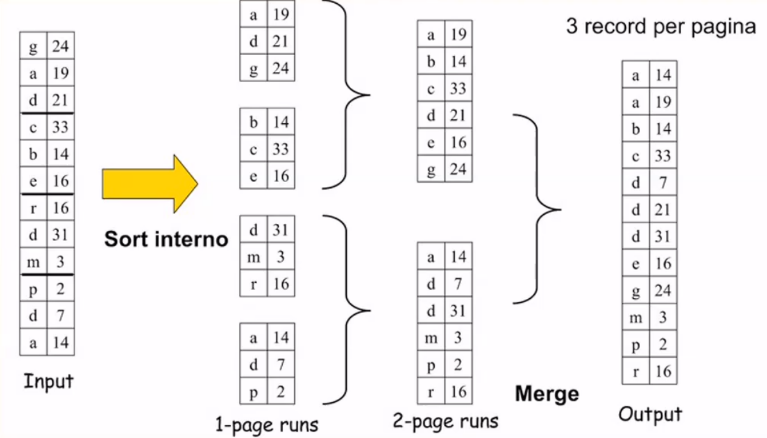 3 record per pagina
g 24
a 19
d 21
c 33
b 14
e 16
r 16
d 31
m 3
p 2
d 7
a 14
Input
Sort interno
a 19
d 21
g 24
b 14
c 33
e 16
d 31
m 3
r 16
a 14
d 7
p 2
1-page runs
a 19
b 14
c 33
d 21
e 16
g 24
a 14
d 7
d 31
m 3
p 2
r 16
2-page runs
Merge
a 14
a 19
b 14
c 33
d 7
d 21
d 31
e 16
g 24
m 3
p 2
r 16
Output